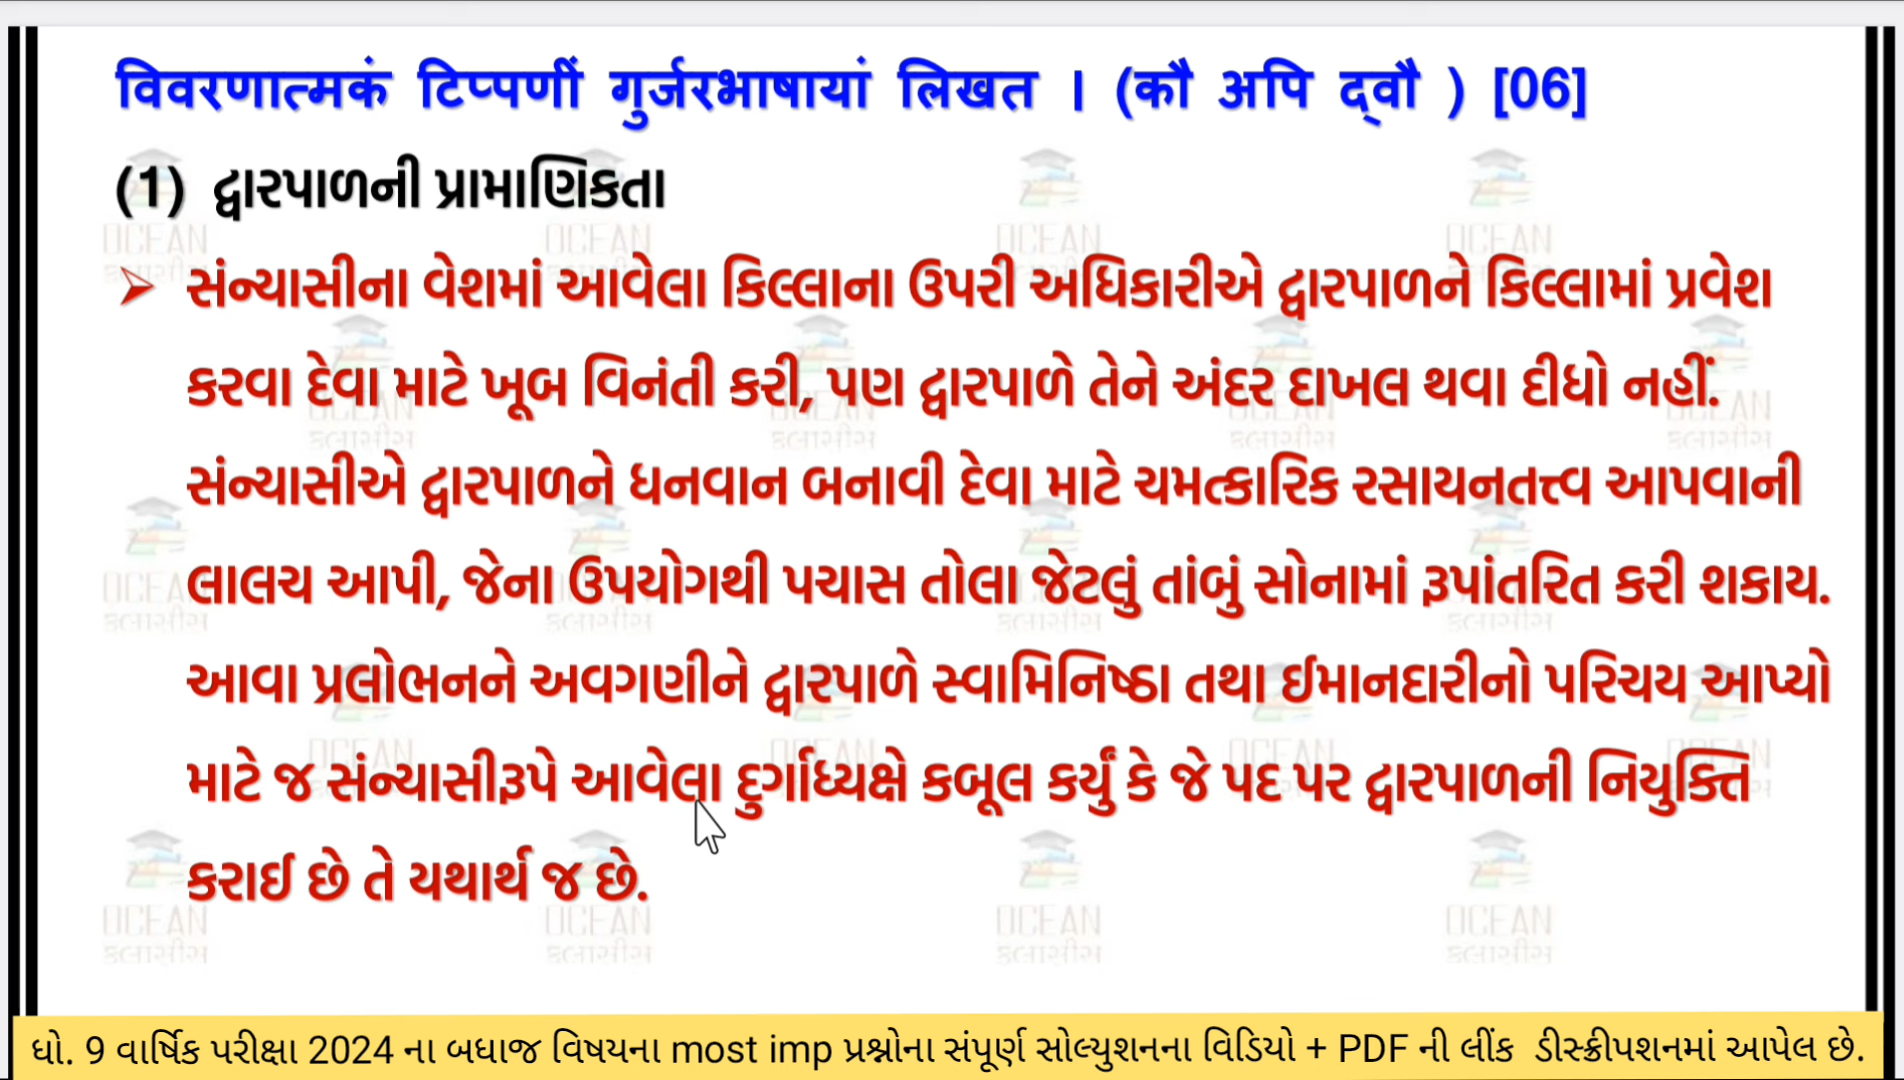 विवरणात्मकं टिप्पणीं गुर्जरभाषायां लिखत । (कौ अपि द्वौ ) [06]
(1) દ્વારપાળની પ્રામાણિકતા
➢ સંન્યાસીના વેશમાં આવેલા કિલ્લાના ઉપરી અધિકારીએ દ્વારપાળને કિલ્લામાં પ્રવેશ
કરવા દેવા માટે ખૂબ વિનંતી કરી, પણ દ્વારપાળે તેને અંદર દાખલ થવા દીધો નહીં.
સંન્યાસીએ દ્વારપાળને ધનવાન બનાવી દેવા માટે ચમત્કારિક રસાયનતત્ત્વ આપવાની
લાલચ આપી, જેના ઉપયોગથી પચાસ તોલા જેટલું તાંબું સોનામાં રૂપાંતરિત કરી શકાય.
આવા પ્રલોભનને અવગણીને દ્વારપાળે સ્વામિનિષ્ઠા તથા ઈમાનદારીનો પરિચય આપ્યો
માટે જ સંન્યાસીરૂપે આવેલા દુર્ગાધ્યક્ષે કબૂલ કર્યું કે જે પદ પર દ્વારપાળની નિયુક્તિ
કરાઈ છે તે યથાર્થ જ છે.
OCEAN
કલાસીસ
ધો. 9 વાર્ષિક પરીક્ષા 2024 ના બધાજ વિષયના most imp પ્રશ્નોના સંપૂર્ણ સોલ્યુશનના વિડિયો + PDF ની લીંક ડીસ્ક્રીપશનમાં આપેલ છે.